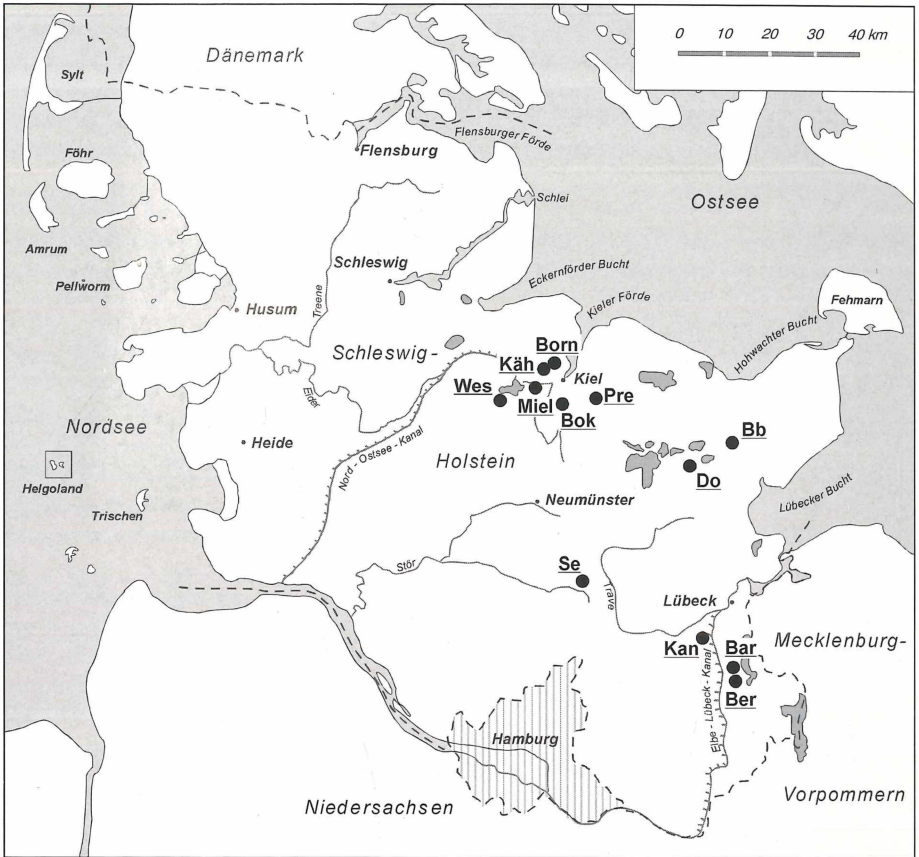 0 10 20 30 40 km
Dänemark
Sylt
Flensburger Förde
Flensburg
Föhr
Schlei
Ostsee
Amrum
Schleswig
Eckernförder Bucht
Pellworm
Treene
Kieler Förde
Fehmarn
Husum
Hohwachter Bucht
Schleswig-
Born
Käh
Kiel
Wes
Miel
Pre
Eider
Bok
Nordsee
Heide
Bb
Nord-Ostsee-Kanal
Holstein
Do
Helgoland
Neumünster
Lübecker Bucht
Trischen
Stör
Se
Trave
Lübeck
Kan
Bar
Mecklenburg-
Elbe-Lübeck-Kanal
Ber
Hamburg
Niedersachsen
Vorpommern